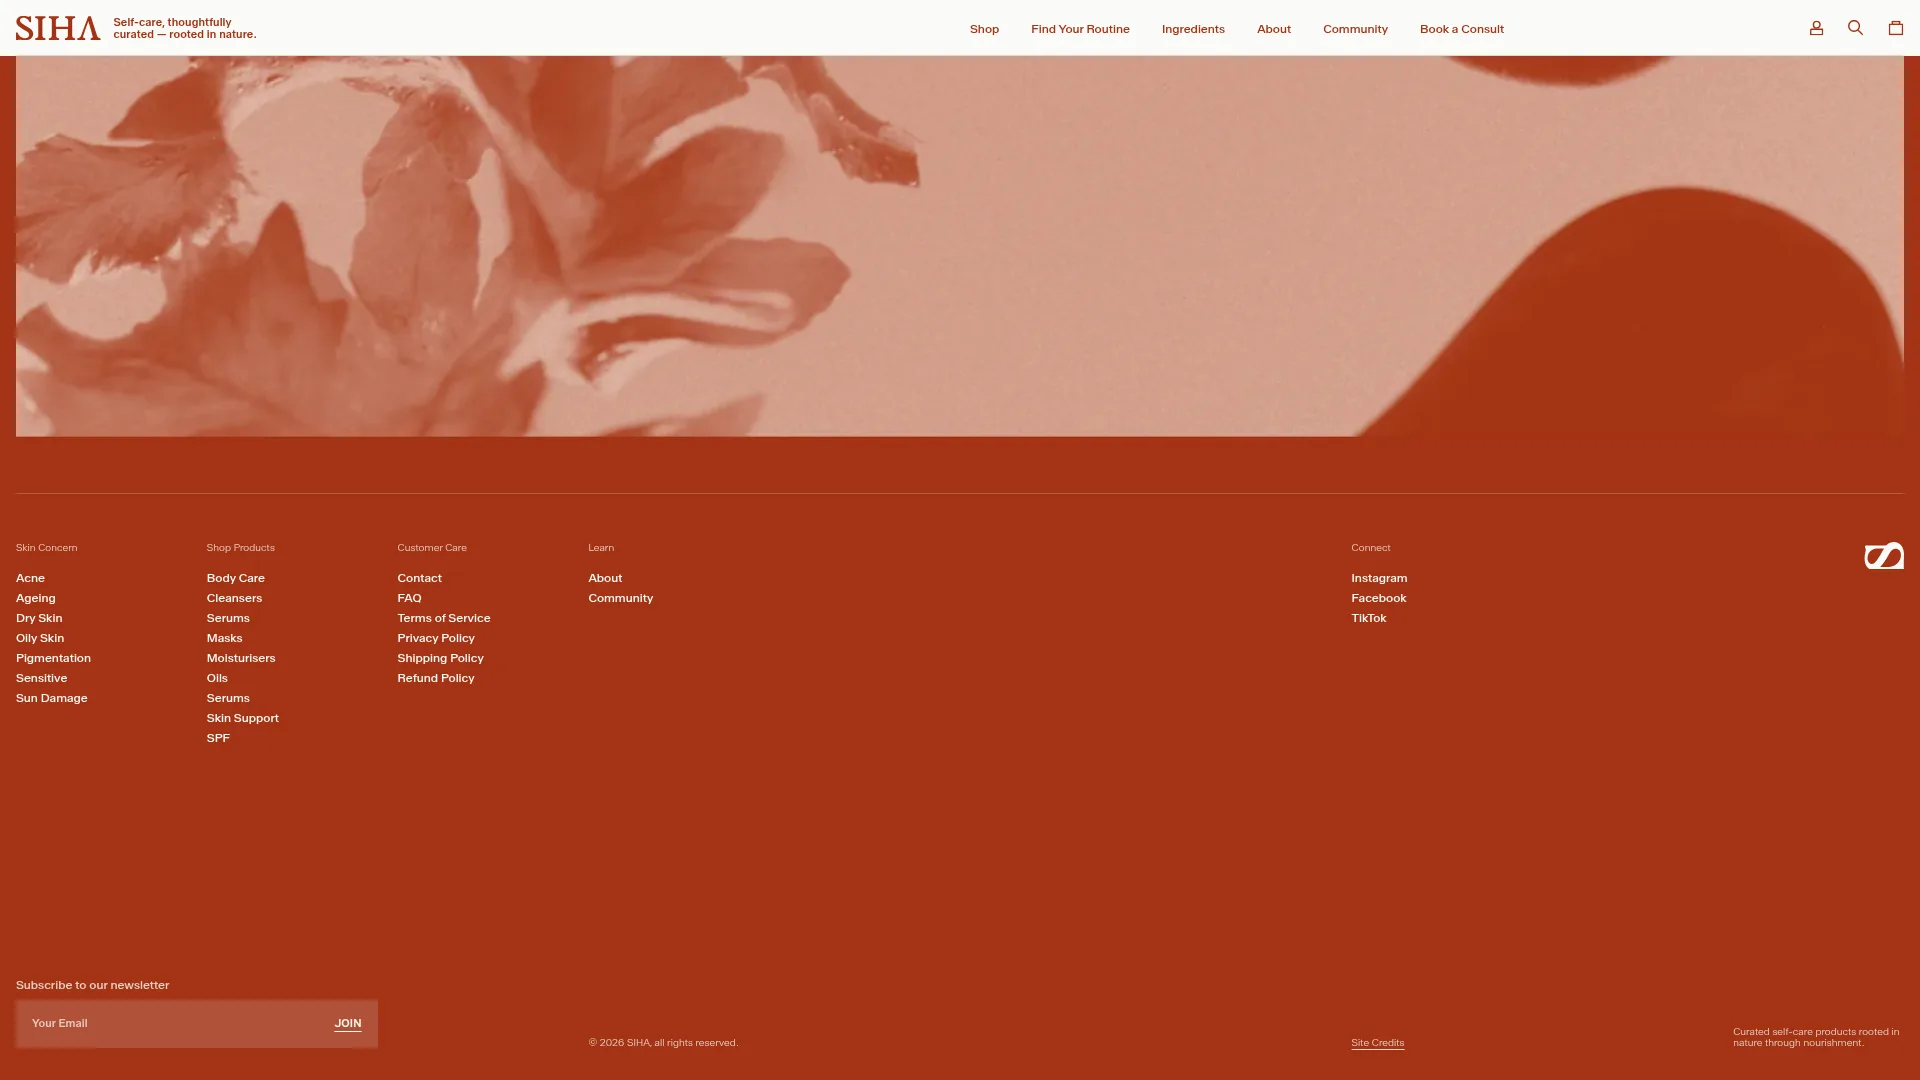 SIHA
Self-care, thoughtfully
curated — rooted in nature.
Shop
Find Your Routine
Ingredients
About
Community
Book a Consult
Skin Concern
Acne
Ageing
Dry Skin
Oily Skin
Pigmentation
Sensitive
Sun Damage
Shop Products
Body Care
Cleansers
Serums
Masks
Moisturisers
Oils
Serums
Skin Support
SPF
Customer Care
Contact
FAQ
Terms of Service
Privacy Policy
Shipping Policy
Refund Policy
Learn
About
Community
Connect
Instagram
Facebook
TikTok
Subscribe to our newsletter
Your Email
JOIN
© 2026 SIHA, all rights reserved.
Site Credits
Curated self-care products rooted in
nature through nourishment.